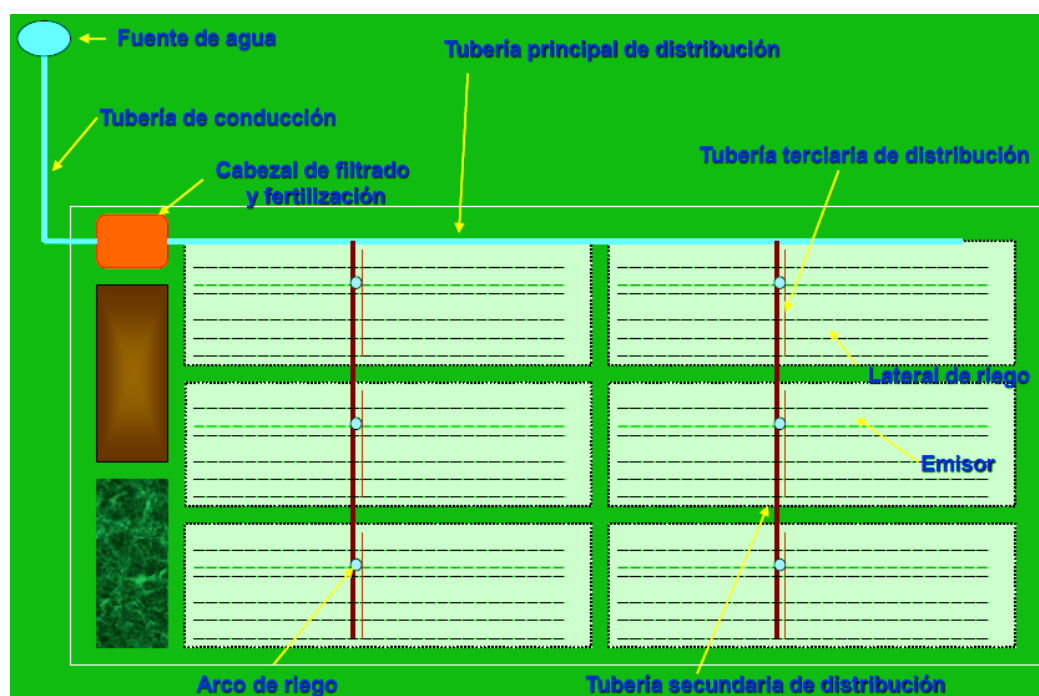 Fuente de agua
Tubería principal de distribución
Tubería de conducción
Tubería terciaria de distribución
Cabezal de filtrado
y fertilización
Lateral de riego
Emisor
Arco de riego
Tubería secundaria de distribución